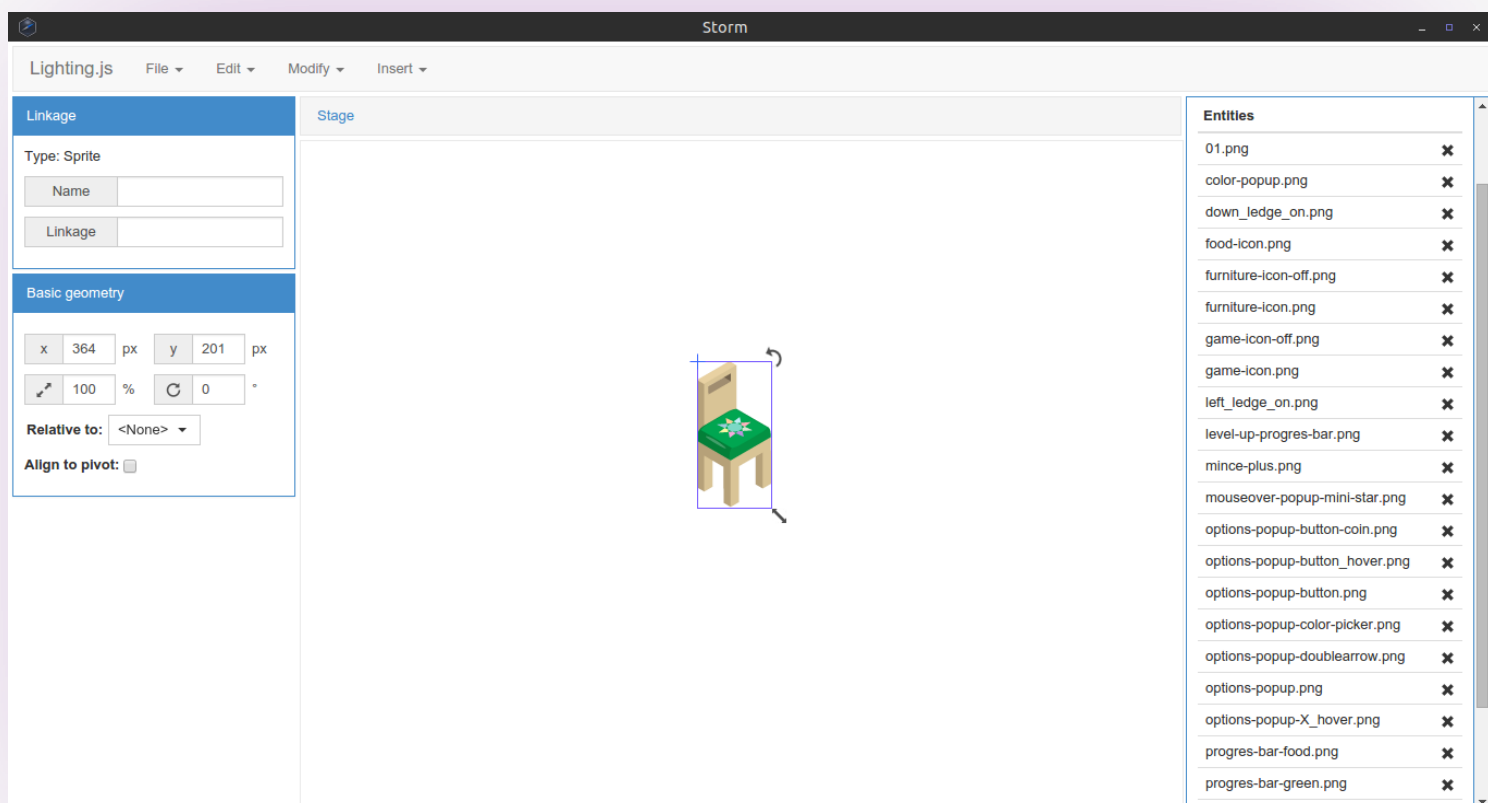 Storm
Lighting.js File Edit Modify Insert
Linkage
Type: Sprite
Name
Linkage
Basic geometry
x 364 px y 201 px
100 % 0 °
Relative to: <None>
Align to pivot:
Stage
Entities
01.png
color-popup.png
down_ledge_on.png
food-icon.png
furniture-icon-off.png
furniture-icon.png
game-icon-off.png
game-icon.png
left_ledge_on.png
level-up-progres-bar.png
mince-plus.png
mouseover-popup-mini-star.png
options-popup-button-coin.png
options-popup-button_hover.png
options-popup-button.png
options-popup-color-picker.png
options-popup-doublearrow.png
options-popup.png
options-popup-X_hover.png
progres-bar-food.png
progres-bar-green.png